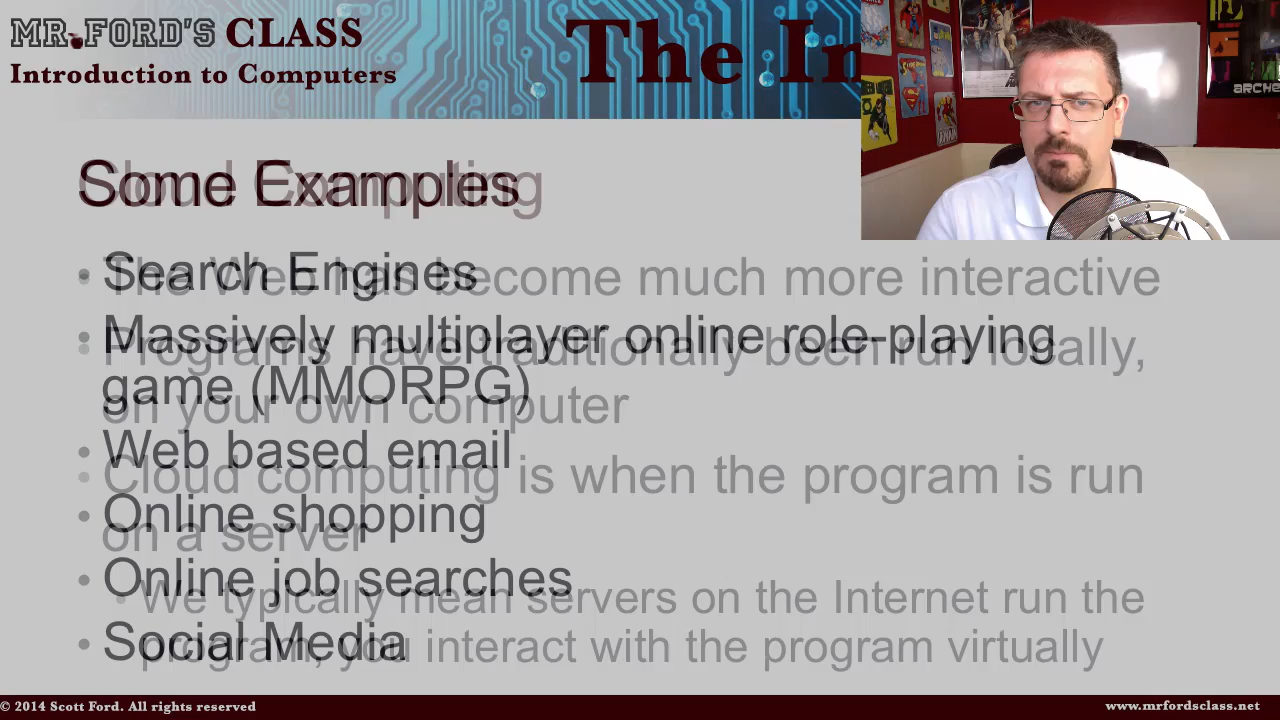 MR. FORD'S CLASS
Introduction to Computers
The In
ARCHE
Some Examples
Cloud Computing
• Search Engines
• Massively multiplayer online role-playing
game (MMORPG)
• Web based email
• Online shopping
• Online job searches
• Social Media
• The Web has become much more interactive
• Programs have traditionally been run locally,
on your own computer
• Cloud computing is when the program is run
on a server
• We typically mean servers on the Internet run the
program, you interact with the program virtually
© 2014 Scott Ford. All rights reserved
www.mrfordsclass.net